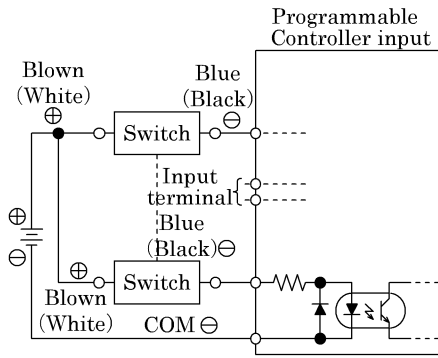 Programmable
Controller input
Blown
(White)
⊕
Blue
(Black)
⊖
Switch
Input
terminal
⊕
⊖
Blue
(Black)⊖
⊕
Switch
Blown
(White)
COM ⊖